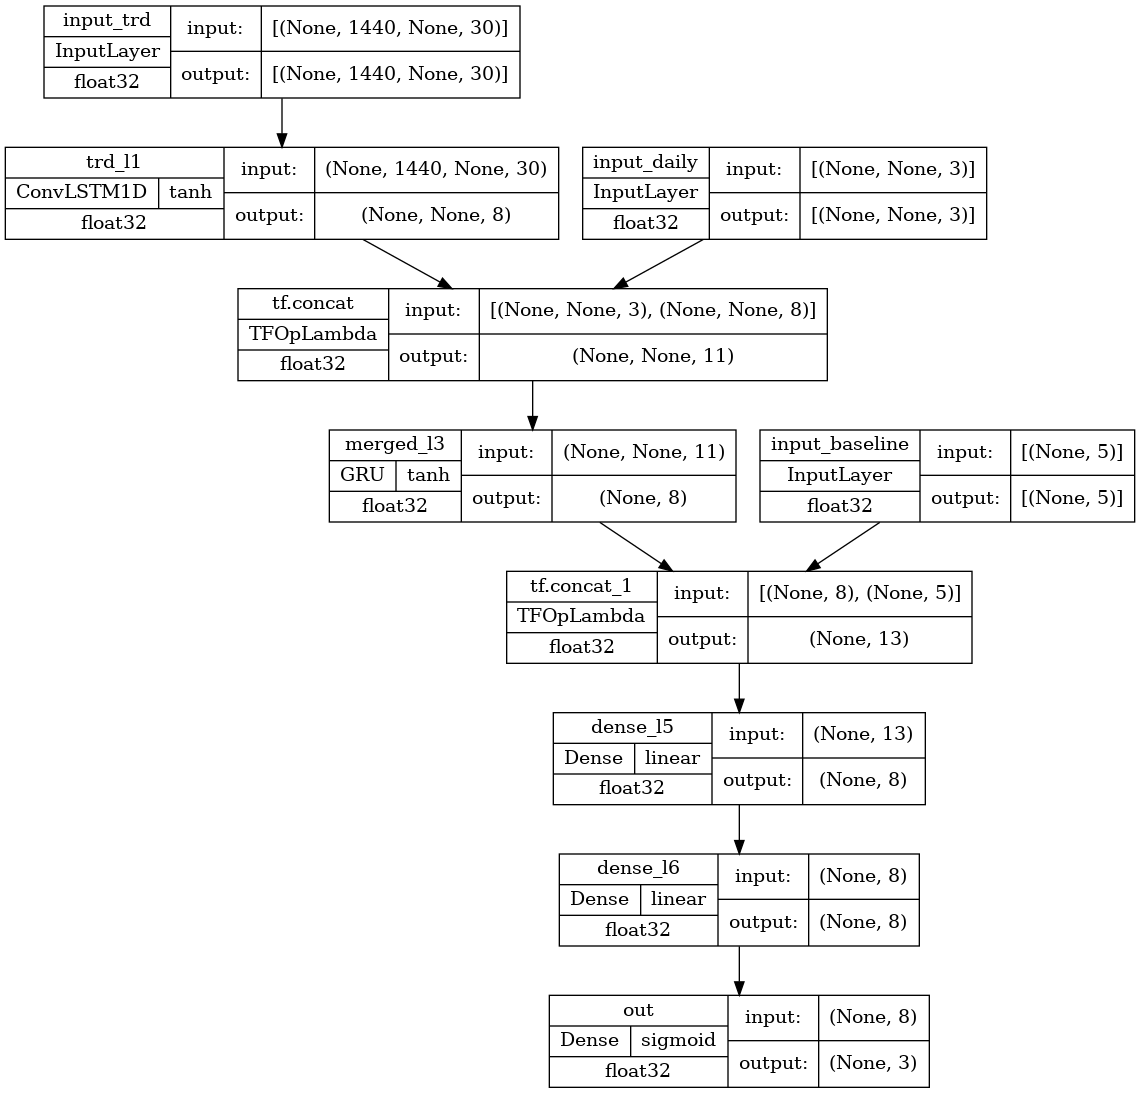 input_trd
InputLayer
float32
input:
[(None, 1440, None, 30)]
output:
[(None, 1440, None, 30)]
trd_l1
ConvLSTM1D
tanh
float32
input:
(None, 1440, None, 30)
output:
(None, None, 8)
input_daily
InputLayer
float32
input:
[(None, None, 3)]
output:
[(None, None, 3)]
tf.concat
TFOpLambda
float32
input:
[(None, None, 3), (None, None, 8)]
output:
(None, None, 11)
merged_l3
GRU
tanh
float32
input:
(None, None, 11)
output:
(None, 8)
input_baseline
InputLayer
float32
input:
[(None, 5)]
output:
[(None, 5)]
tf.concat_1
TFOpLambda
float32
input:
[(None, 8), (None, 5)]
output:
(None, 13)
dense_l5
Dense
linear
float32
input:
(None, 13)
output:
(None, 8)
dense_l6
Dense
linear
float32
input:
(None, 8)
output:
(None, 8)
out
Dense
sigmoid
float32
input:
(None, 8)
output:
(None, 3)